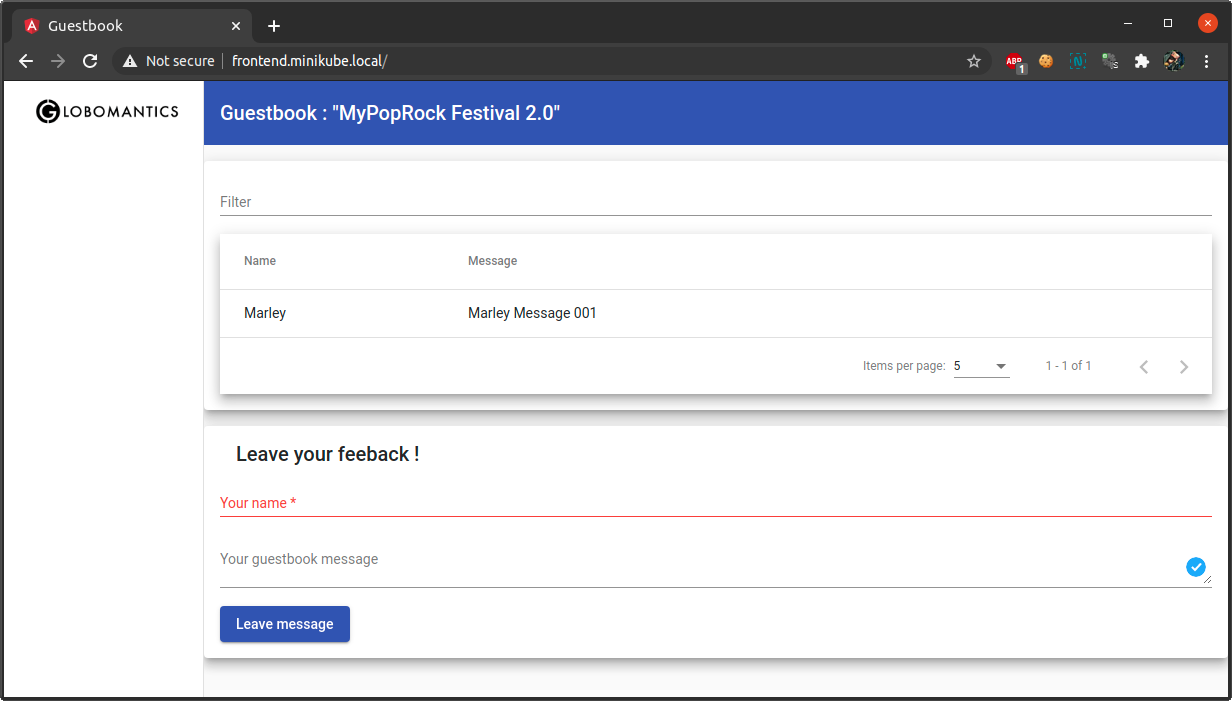 Guestbook
Not secure
frontend.minikube.local/
ABP
1
GLOBOMANTICS
Guestbook : "MyPopRock Festival 2.0"
Filter
Name Message
Marley Marley Message 001
Items per page: 5 1 - 1 of 1
Leave your feeback !
Your name *
Your guestbook message
Leave message